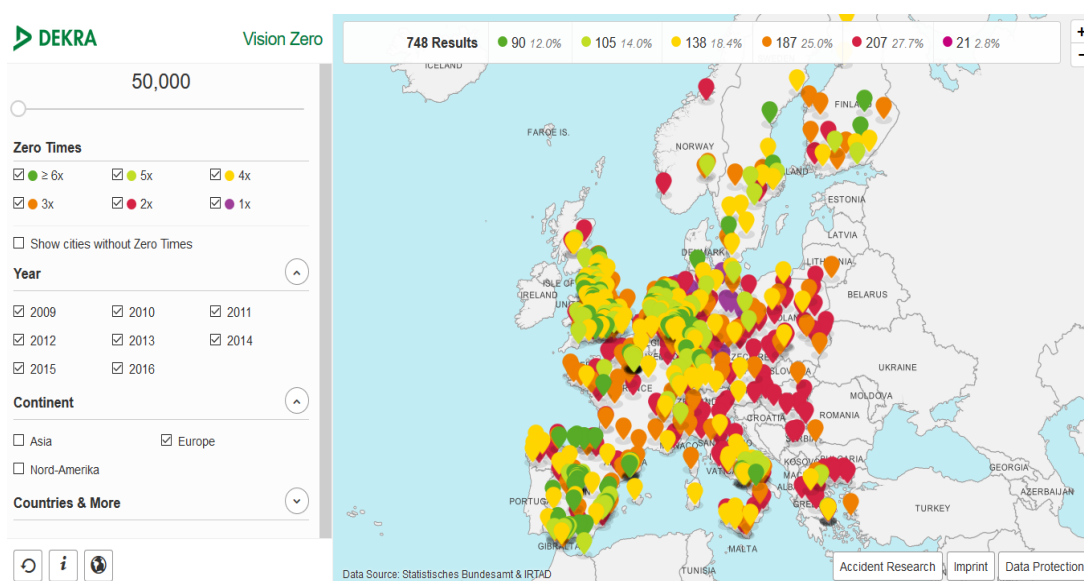 DEKRA
Vision Zero
50,000
Zero Times
≥ 6x
5x
4x
3x
2x
1x
Show cities without Zero Times
Year
2009
2010
2011
2012
2013
2014
2015
2016
Continent
Asia
Europe
Nord-Amerika
Countries & More
i
748 Results
90 12.0%
105 14.0%
138 18.4%
187 25.0%
207 27.7%
21 2.8%
+
−
ICELAND
FAROE IS.
NORWAY
FINLAND
ESTONIA
LATVIA
DENMARK
ISLE OF
IRELAND
BELARUS
UKRAINE
MOLDOVA
ROMANIA
CROATIA
MONACO
KOSOVO
GEORGIA
AZERBAIJAN
TURKEY
GIBRALTA
MALTA
TUNISIA
Data Source: Statistisches Bundesamt & IRTAD
Accident Research
Imprint
Data Protection